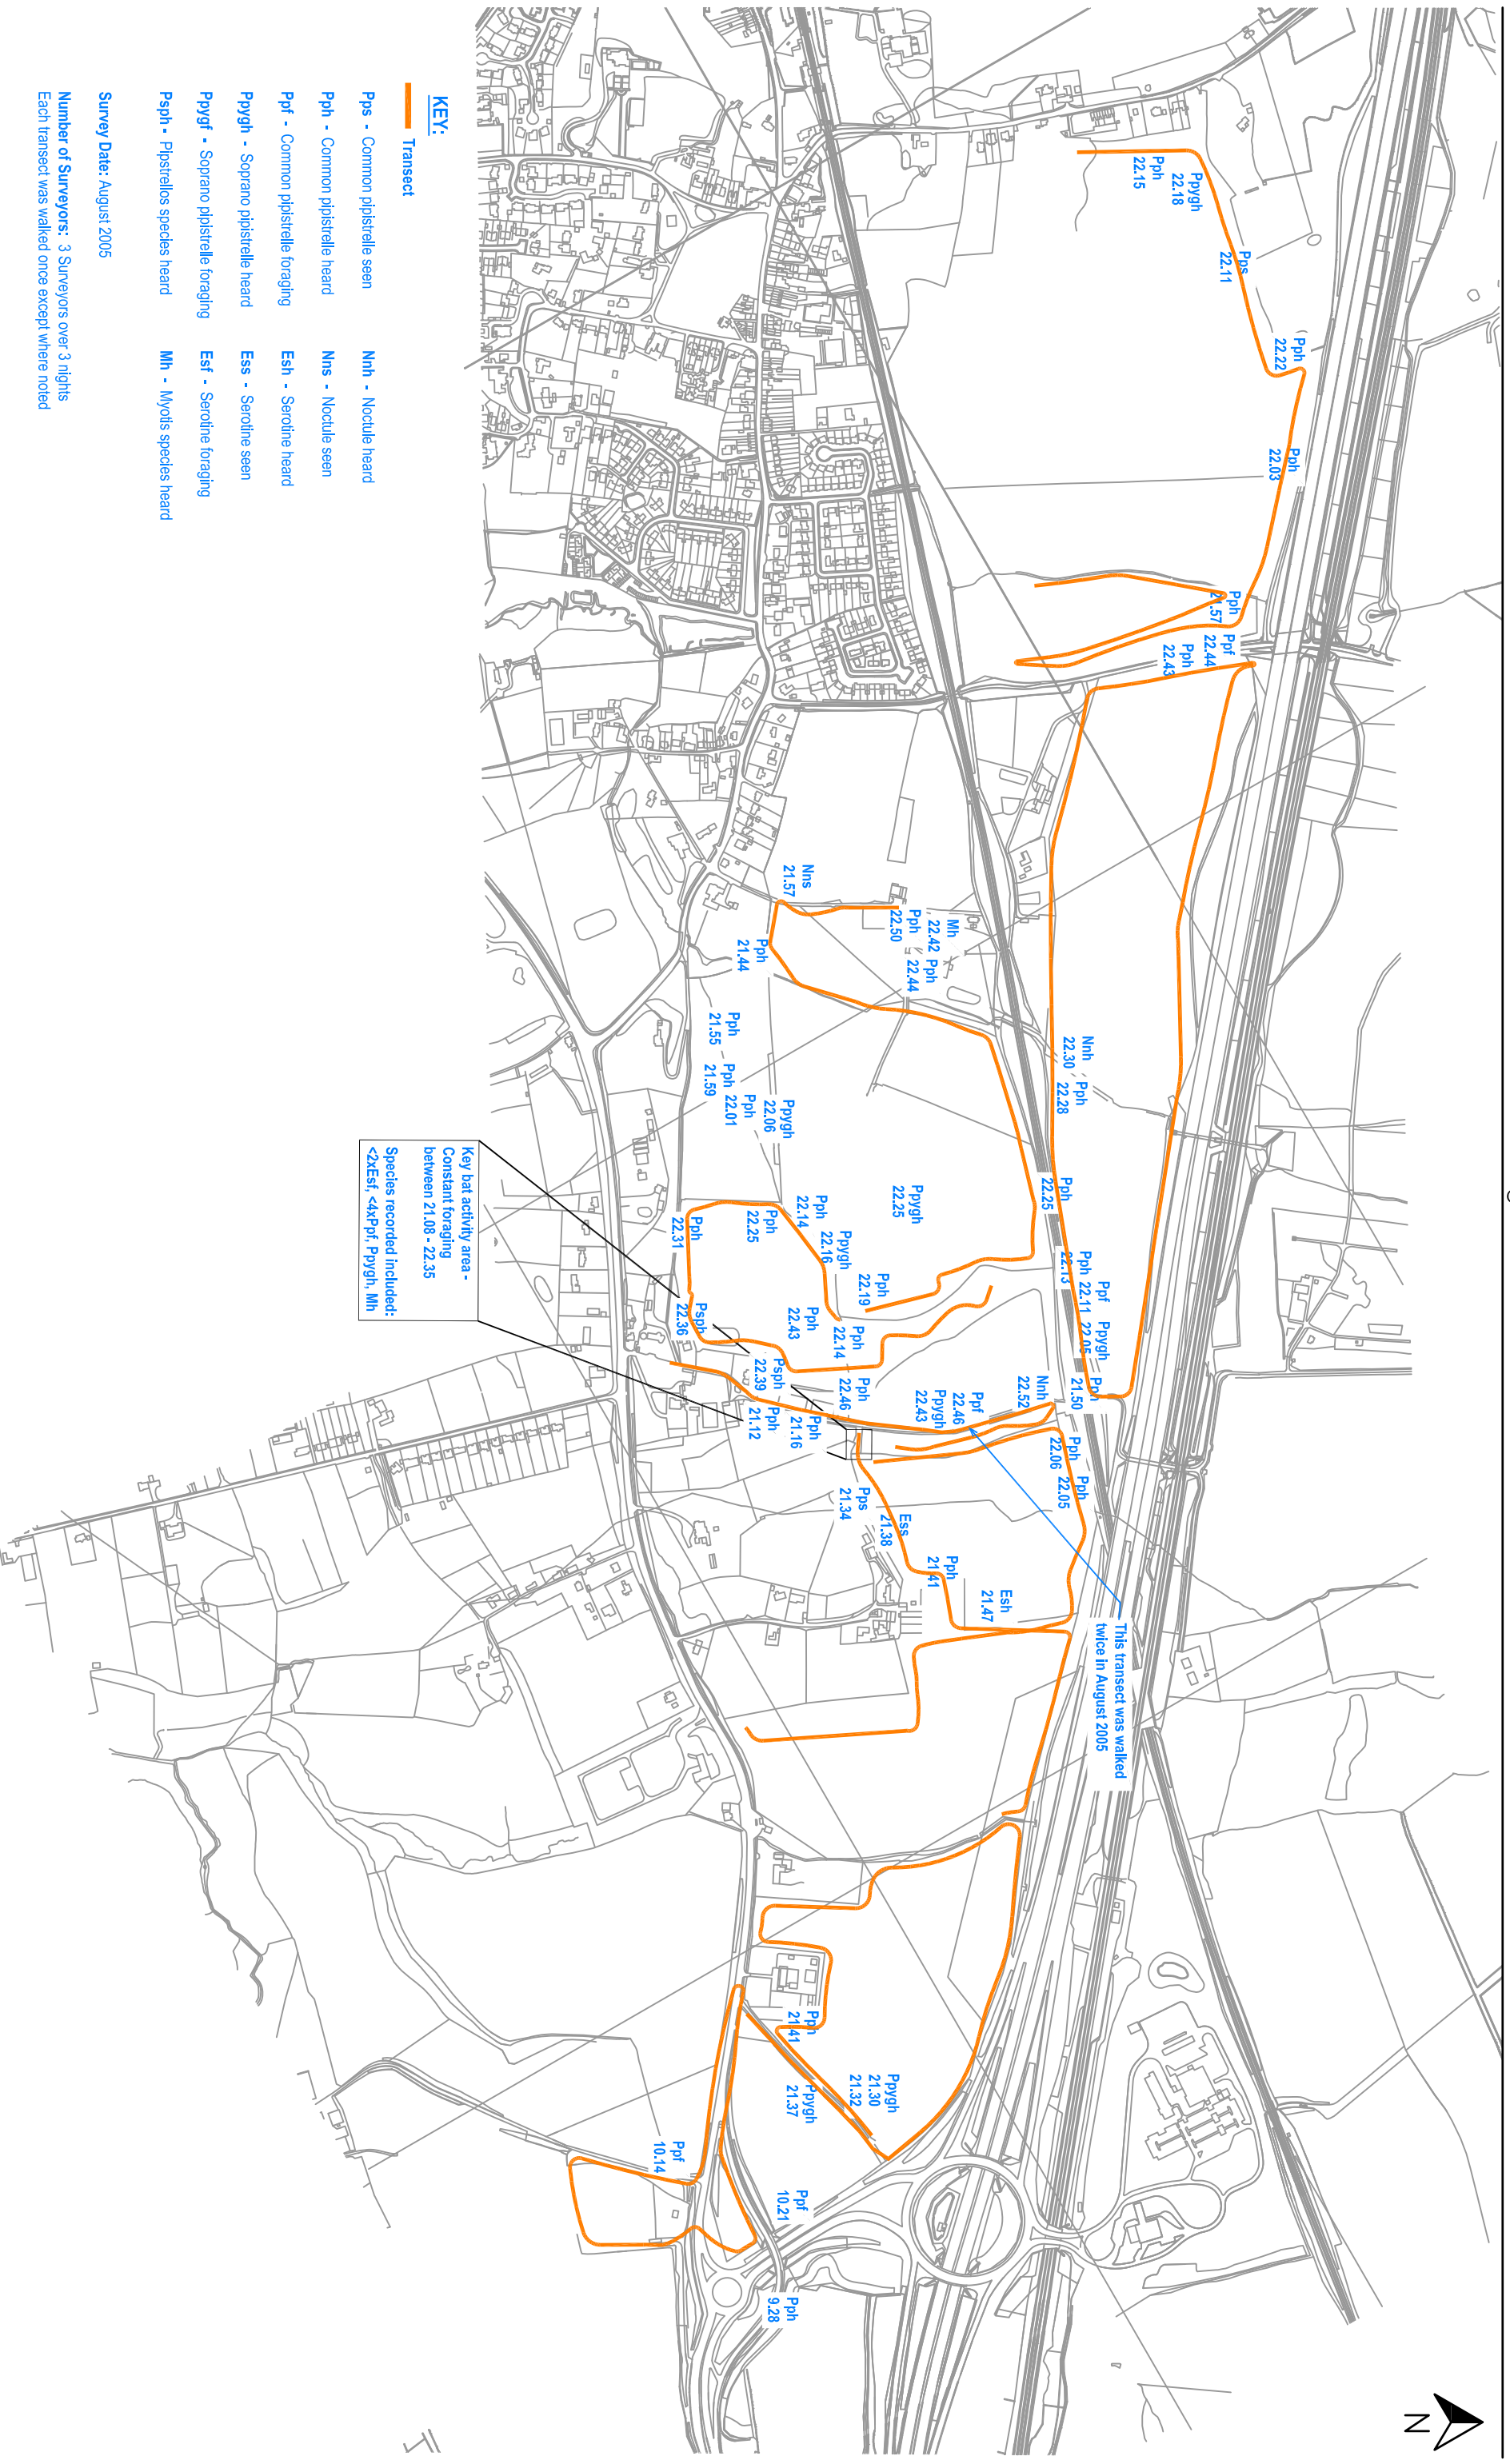 Pph
22.15
Ppygh
22.18
Pps
22.11
Pph
22.22
Pph
22.03
Pph
21.57
Ppf
22.44
Pph
22.43
Nns
21.57
Pph
21.44
Mh
22.42
Pph
22.50
Pph
22.44
Pph
21.55
Pph
21.59
Pph
22.01
Ppygh
22.06
Nnh
22.30
Pph
22.28
Pph
22.25
Ppygh
22.25
Pph
22.14
Ppygh
22.16
Pph
22.25
Pph
22.31
Pph
22.19
Pph
22.13
Ppf
22.11
Ppygh
22.05
Pph
21.50
Psph
22.36
Pph
22.43
Pph
22.14
Psph
22.39
Pph
22.46
Pph
21.12
Pph
21.16
Ppf
22.46
Ppygh
22.43
Nnh
22.52
Pph
22.06
Pph
22.05
Pps
21.34
Ess
21.38
Pph
21.41
Esh
21.47
This transect was walked
twice in August 2005
Pph
21.41
Ppygh
21.30
21.32
Ppygh
21.37
Ppf
10.14
Ppf
10.21
Pph
9.28
Key bat activity area -
Constant foraging
between 21.08 - 22.35
Species recorded included:
<2xEsf, <4xPpf, Ppygh, Mh
KEY:
Transect
Pps - Common pipistrelle seen
Pph - Common pipistrelle heard
Ppf - Common pipistrelle foraging
Ppygh - Soprano pipistrelle heard
Ppygf - Soprano pipistrelle foraging
Psph - Pipstrellos species heard
Nnh - Noctule heard
Nns - Noctule seen
Esh - Serotine heard
Ess - Serotine seen
Esf - Serotine foraging
Mh - Myotis species heard
Survey Date: August 2005
Number of Surveyors: 3 Surveyors over 3 nights
Each transect was walked once except where noted
N